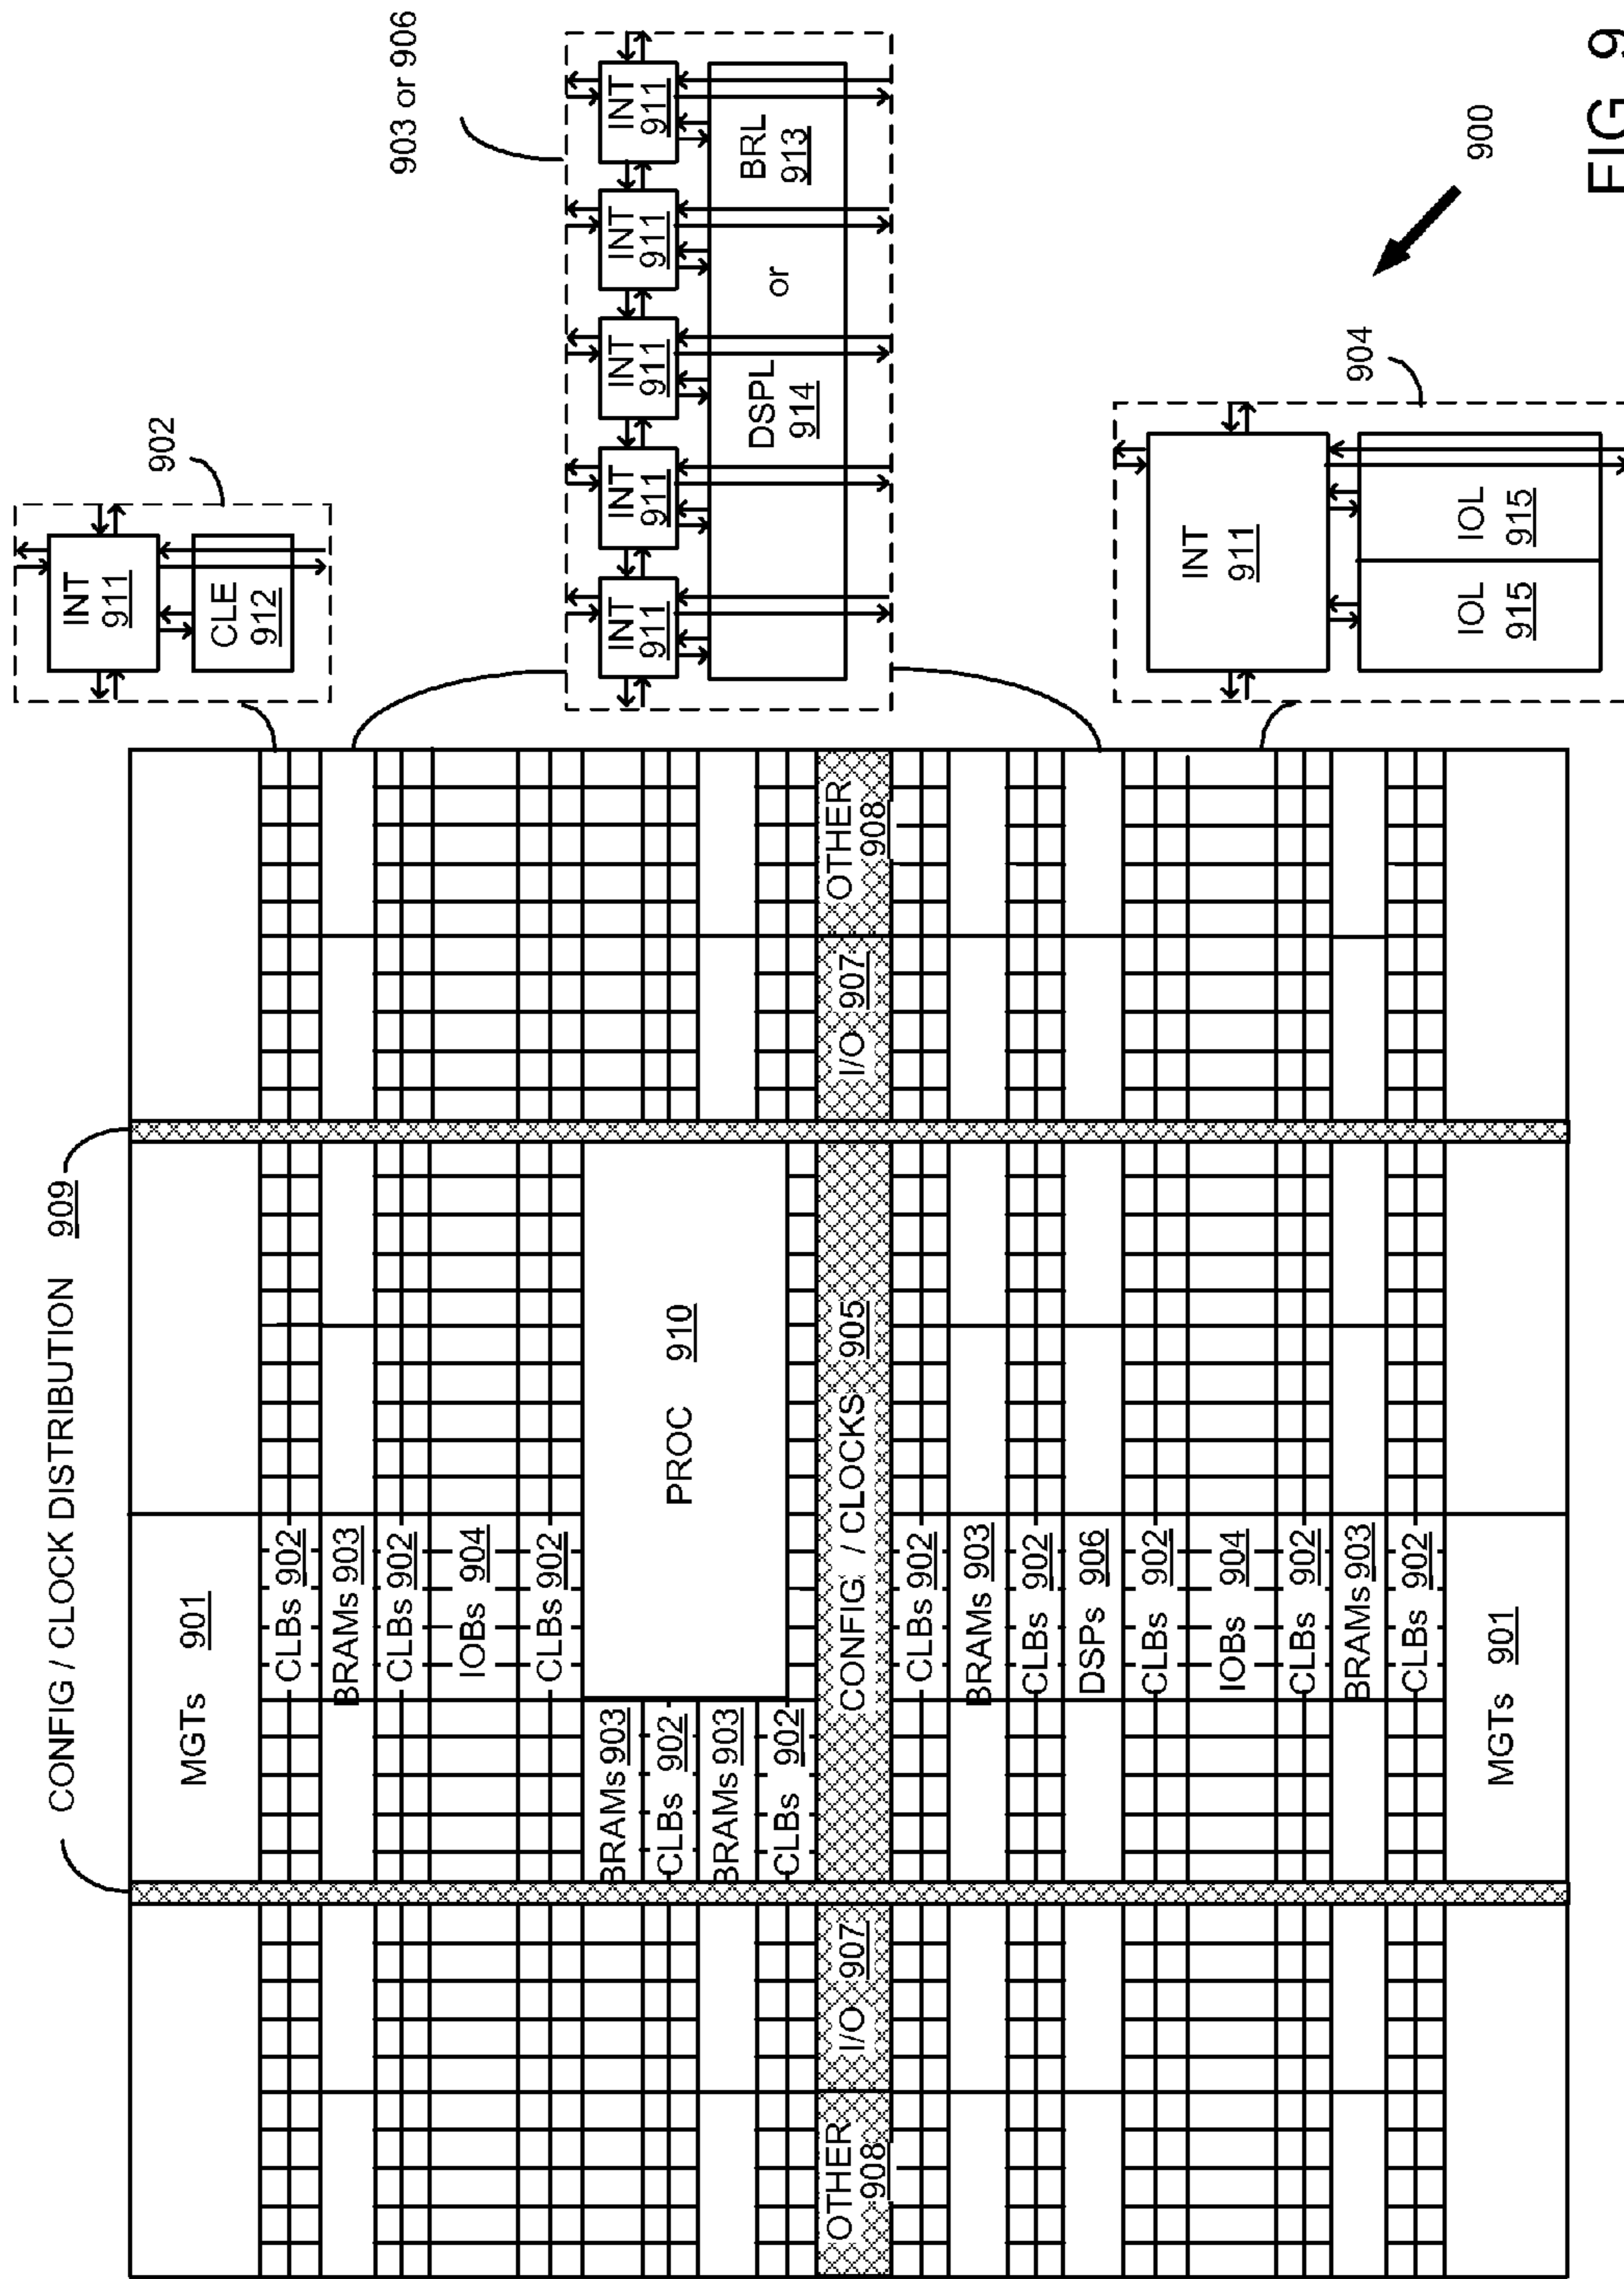 CONFIG / CLOCK DISTRIBUTION 909
MGTs 901
CLBs 902
BRAMs 903
CLBs 902
IOBs 904
CLBs 902
BRAMs 903
CLBs 902
BRAMs 903
CLBs 902
PROC 910
OTHER
908
I/O 907
CONFIG / CLOCKS 905
I/O 907
OTHER
908
CLBs 902
BRAMs 903
CLBs 902
DSPs 906
CLBs 902
IOBs 904
CLBs 902
BRAMs 903
CLBs 902
MGTs 901
902
INT
911
CLE
912
903 or 906
INT
911
INT
911
INT
911
INT
911
INT
911
DSPL
914
or
BRL
913
904
INT
911
IOL
915
IOL
915
900
FIG 9